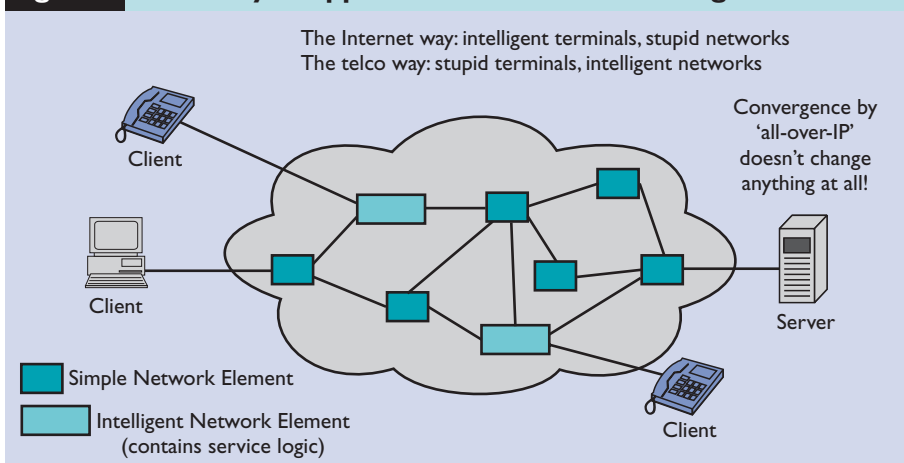 The Internet way: intelligent terminals, stupid networks
The telco way: stupid terminals, intelligent networks
Convergence by
‘all-over-IP’
doesn’t change
anything at all!
Client
Client
Server
Client
Simple Network Element
Intelligent Network Element
(contains service logic)